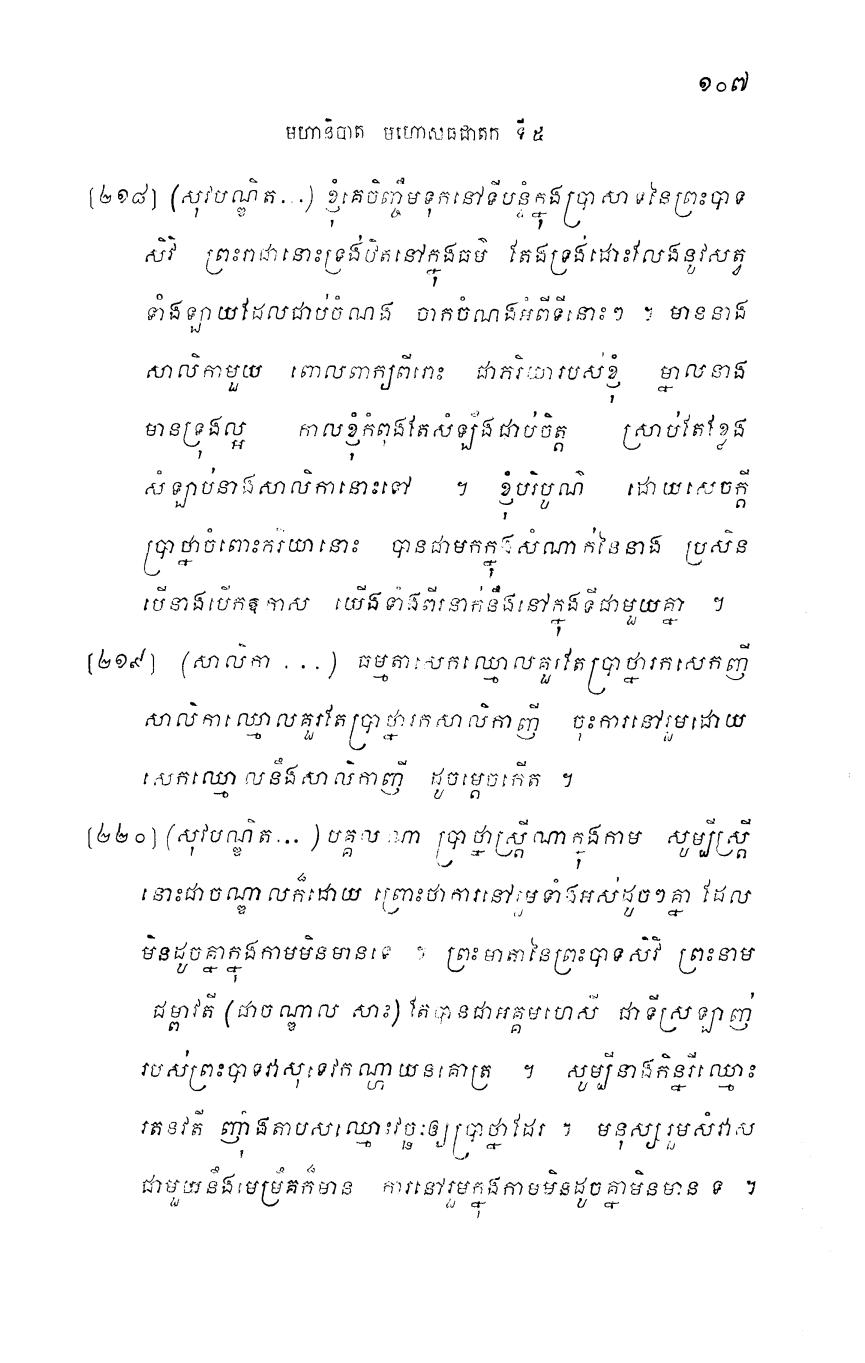 ១០៧
មហានិបាត មហោសធជាតក ទី ៥
[២១៨] (សុវបណ្ឌិត...) ខ្ញុំគេចិញ្ចឹមទុកនៅទីបន្ទំក្នុងប្រាសាទនៃព្រះបាទ
សិវិ ព្រះរាជានោះទ្រង់ឋិតនៅក្នុងធម៌ តែងទ្រង់ដោះលែងនូវសត្វ
ទាំងឡាយដែលជាប់ចំណង ចាកចំណងអំពីទីនោះៗ ។ មាននាង
សាលិកាមួយ ពោលពាក្យពីរោះ ជាភរិយារបស់ខ្ញុំ ម្នាលនាង
មានទ្រុងល្អ កាលខ្ញុំកំពុងតែសំឡឹងជាប់ចិត្ត ស្រាប់តែខ្លែង
សំឡាប់នាងសាលិកានោះទៅ ។ ខ្ញុំបរិបូណ៌ ដោយសេចក្តី
ប្រាថ្នាចំពោះភរិយានោះ បានជាមកក្នុងសំណាក់នៃនាង ប្រសិន
បើនាងបើកឱកាស យើងទាំងពីរនាក់នឹងនៅក្នុងទីជាមួយគ្នា ។
[២១៩] (សាលិកា ...) ធម្មតាសេកឈ្មោលគួរតែប្រាថ្នារកសេកញី
សាលិកាឈ្មោលគួរតែប្រាថ្នារកសាលិកាញី ចុះការនៅរួមដោយ
សេកឈ្មោលនឹងសាលិកាញី ដូចម្តេចកើត ។
[២២០] (សុវបណ្ឌិត...) បគ្គលណា ប្រាថ្នាស្ត្រីណាក្នុងកាម សូម្បីស្ត្រី
នោះជាចណ្ឌាលក៏ដោយ ព្រោះថាការនៅរួមទាំងអស់ដូចៗគ្នា ដែល
មិនដូចគ្នាក្នុងកាមមិនមានទេ ។ ព្រះមាតានៃព្រះបាទសិវិ ព្រះនាម
ជម្ពាវតី (ជាចណ្ឌាល សោះ) តែបានជាអគ្គមហេសី ជាទីស្រឡាញ់
របស់ព្រះបាទវាសុទេវកណ្ហាយនគោត្រ ។ សូម្បីនាងកិន្នរីឈ្មោះ
រតនវតី ញ៉ាំងតាបសឈ្មោះវច្ឆៈឲ្យប្រាថ្នាដែរ ។ មនុស្សរួមសំវាស
ជាមួយនឹងមេម្រឹគក៏មាន ការនៅរួមក្នុងកាមមិនដូចគ្នាមិនមាន ទ ។